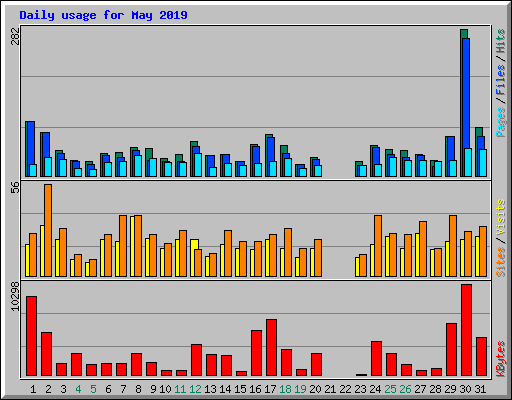 Daily usage for May 2019
282
Pages / Files / Hits
56
Sites / Visits
10298
KBytes
1 2 3 4 5 6 7 8 9 10 11 12 13 14 15 16 17 18 19 20 21 22 23 24 25 26 27 28 29 30 31